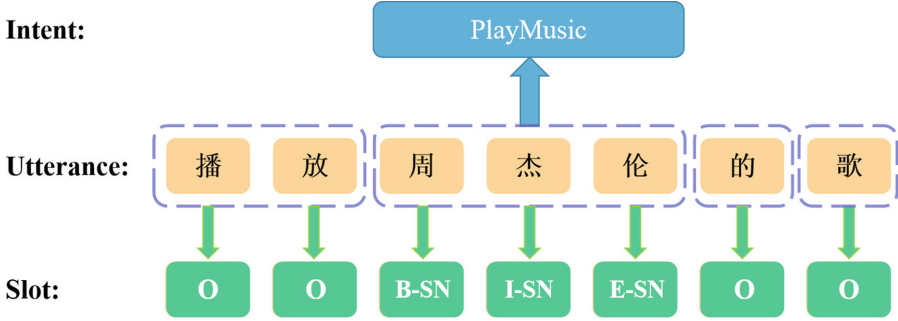 Intent: PlayMusic
Utterance: 播 放 周 杰 伦 的 歌
Slot: O O B-SN I-SN E-SN O O